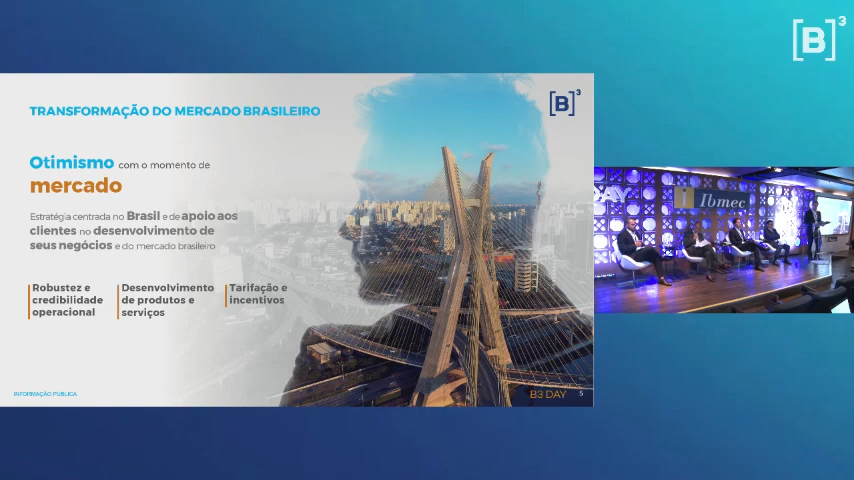 [B]³
TRANSFORMAÇÃO DO MERCADO BRASILEIRO
[B]³
Otimismo com o momento de
mercado
Estratégia centrada no Brasil e de apoio aos
clientes no desenvolvimento de
seus negócios e do mercado brasileiro
Robustez e
credibilidade
operacional
Desenvolvimento
de produtos e
serviços
Tarifação e
incentivos
INFORMAÇÃO PÚBLICA
B3 DAY 5
DAY
Ibmec